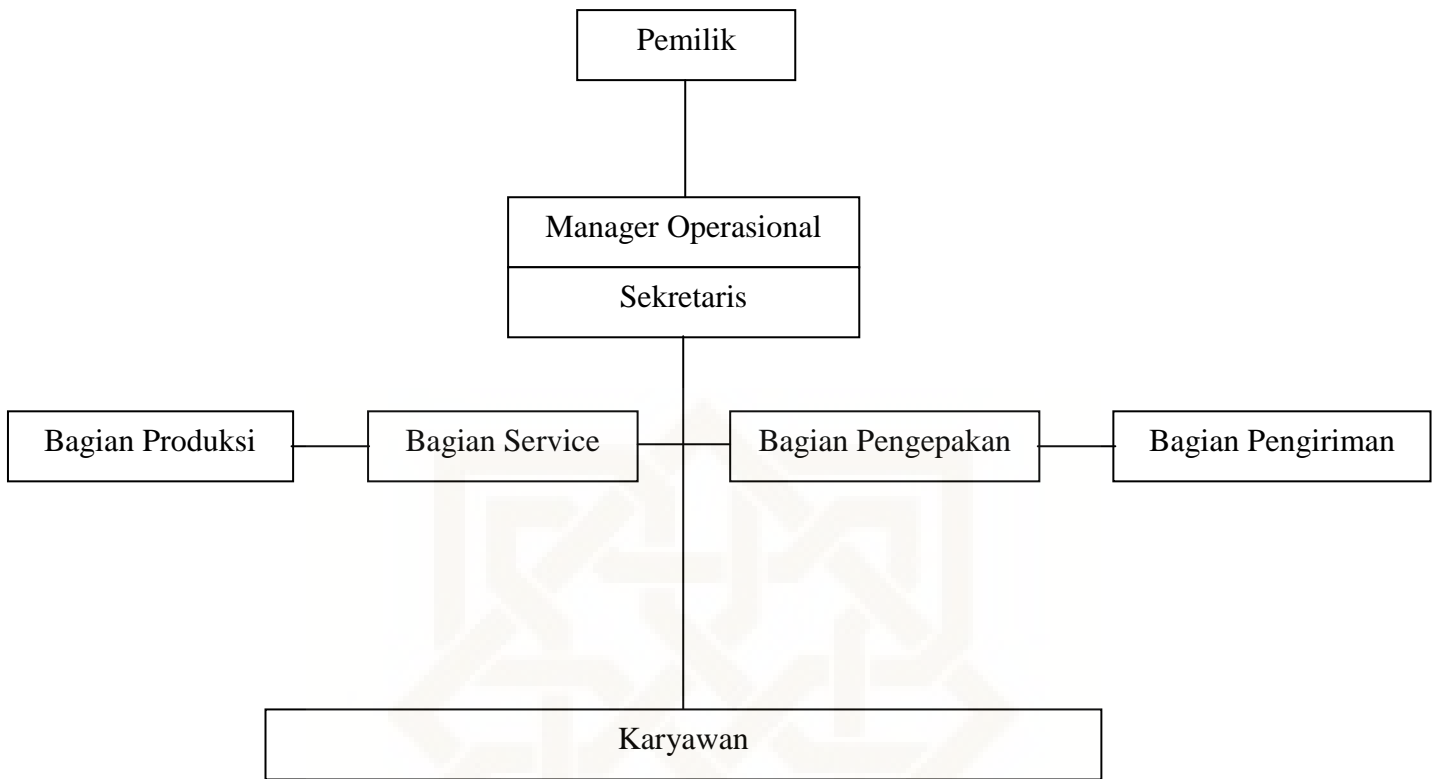 Pemilik
Manager Operasional
Sekretaris
Bagian Produksi
Bagian Service
Bagian Pengepakan
Bagian Pengiriman
Karyawan